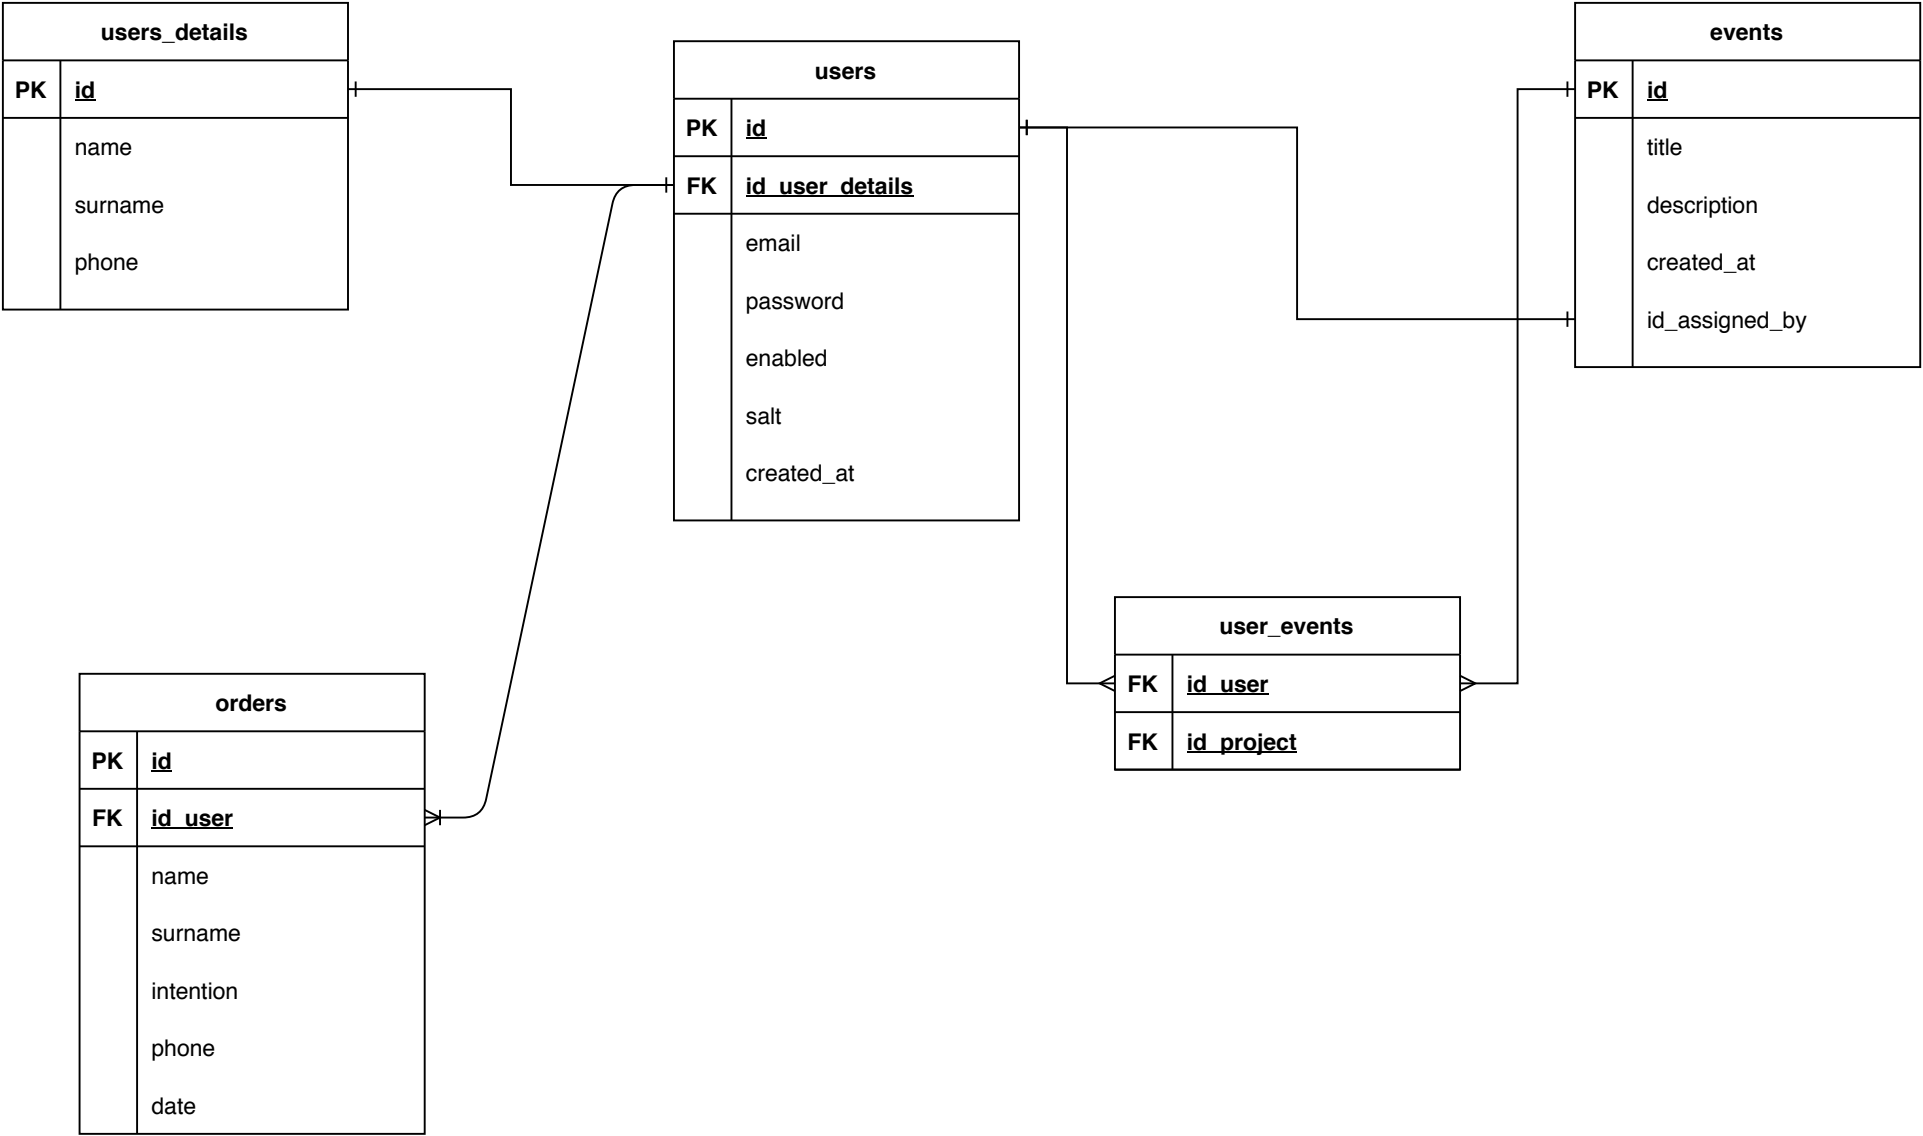 users_details
PK id
name
surname
phone
users
PK id
FK id_user_details
email
password
enabled
salt
created_at
events
PK id
title
description
created_at
id_assigned_by
user_events
FK id_user
FK id_project
orders
PK id
FK id_user
name
surname
intention
phone
date